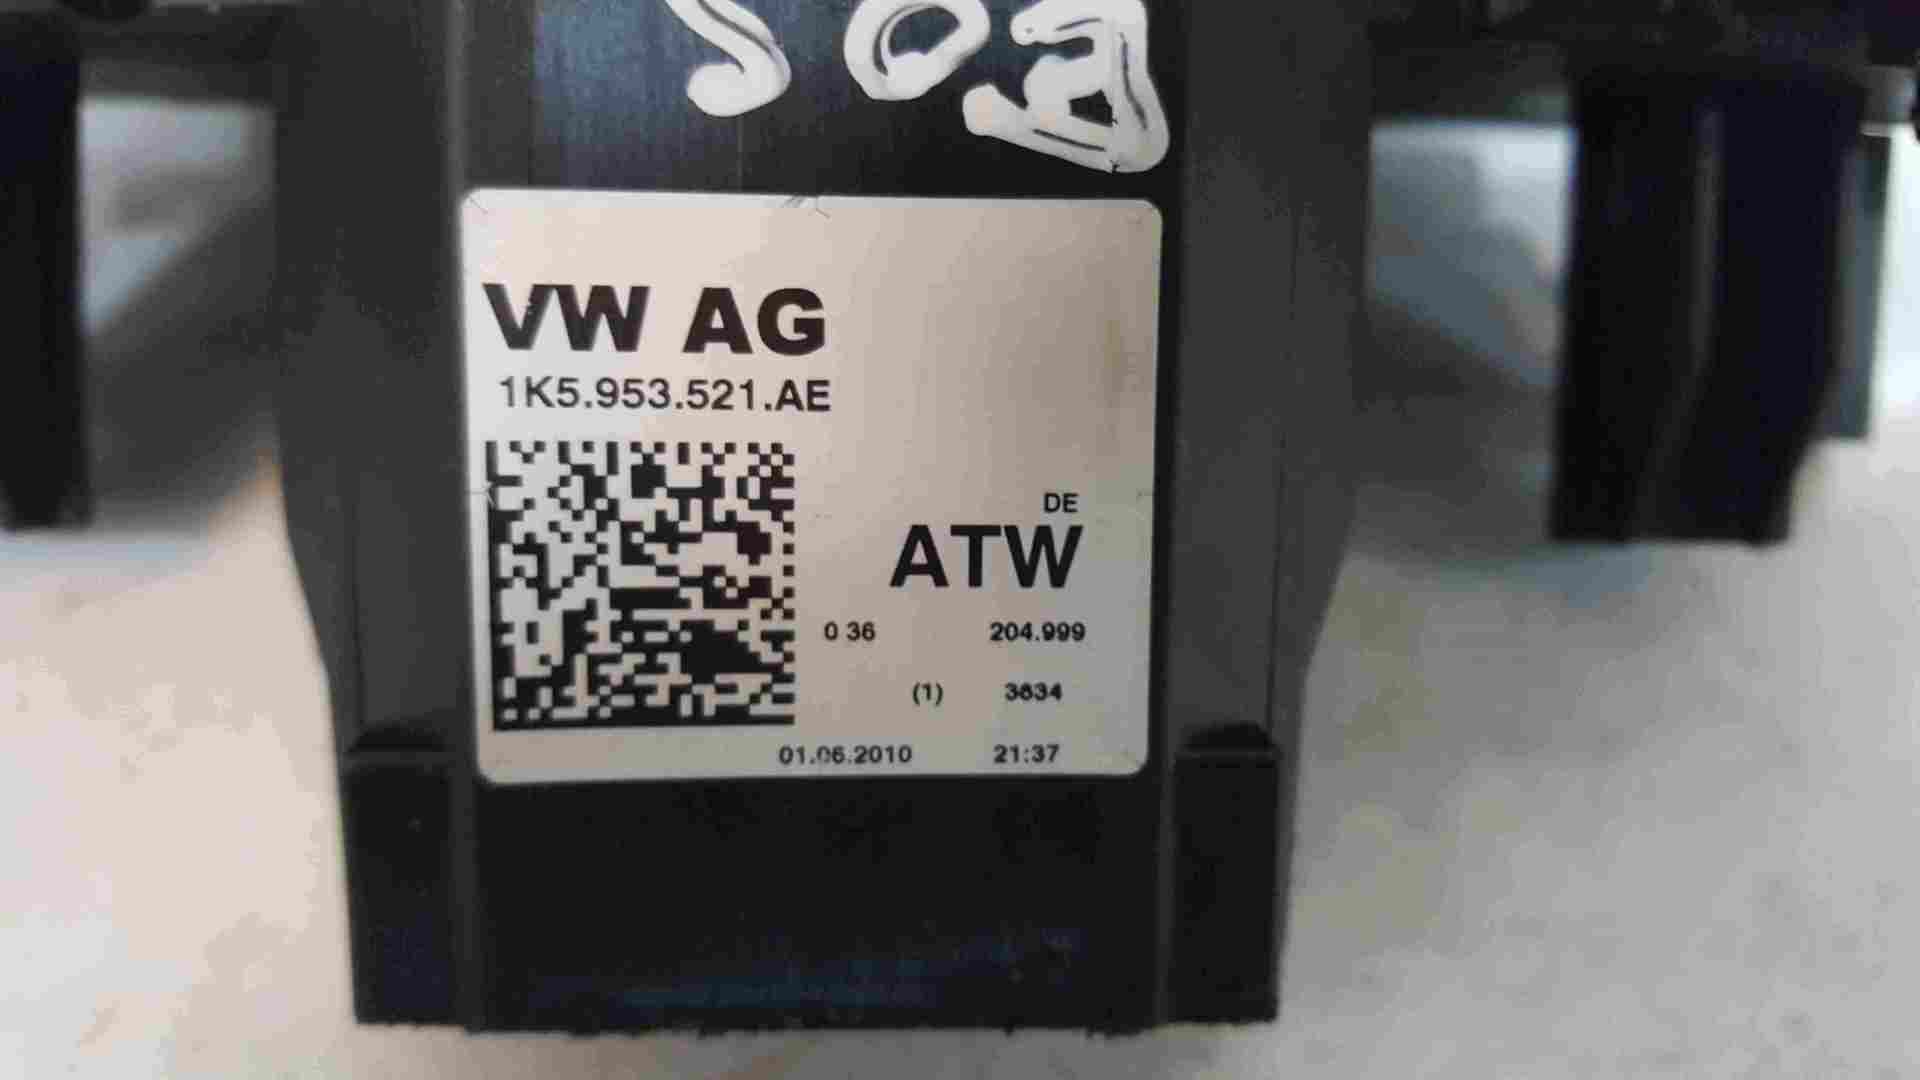 VW AG
1K5.953.521.AE
DE
ATW
0 36 204.999
(1) 3634
01.06.2010 21:37